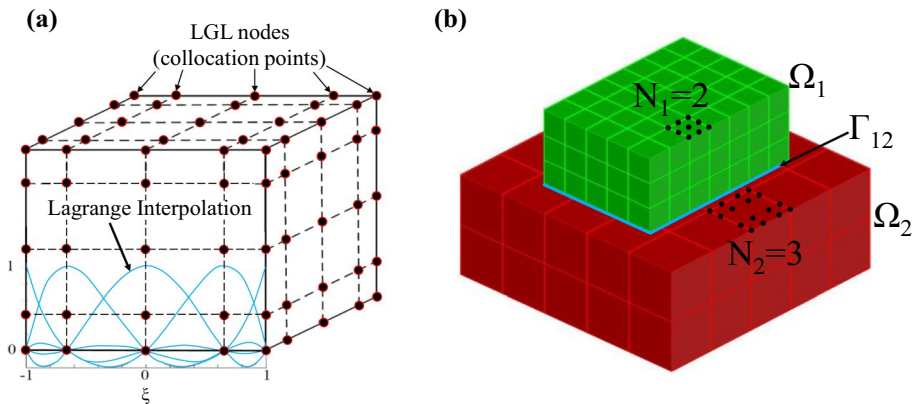 (a)
LGL nodes
(collocation points)
Lagrange Interpolation
1
0
-1 0 1
ξ
(b)
N₁=2
Ω₁
Γ₁₂
Ω₂
N₂=3